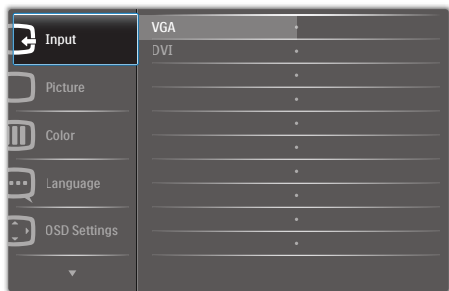 Input
VGA
DVI
Picture
Color
Language
OSD Settings